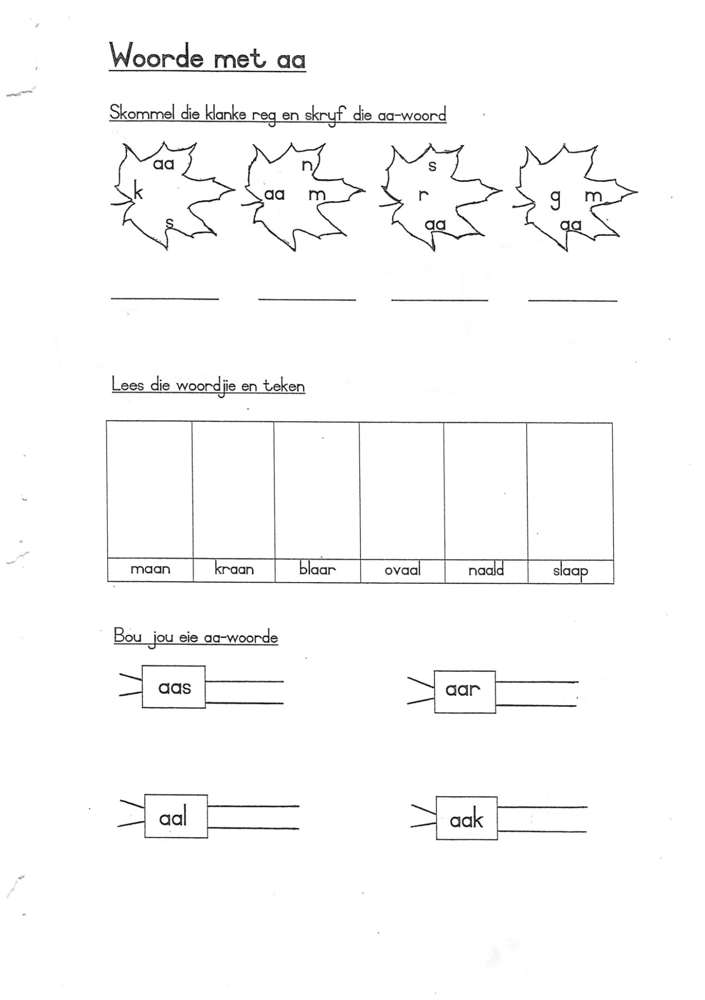 Woorde met aa
Skommel die klanke reg en skryf die aa-woord
aa k s
n aa m
s r aa
g m aa
Lees die woordjie en teken
maan kraan blaar ovaal naald slaap
Bou jou eie aa-woorde
aas aar
aal aak